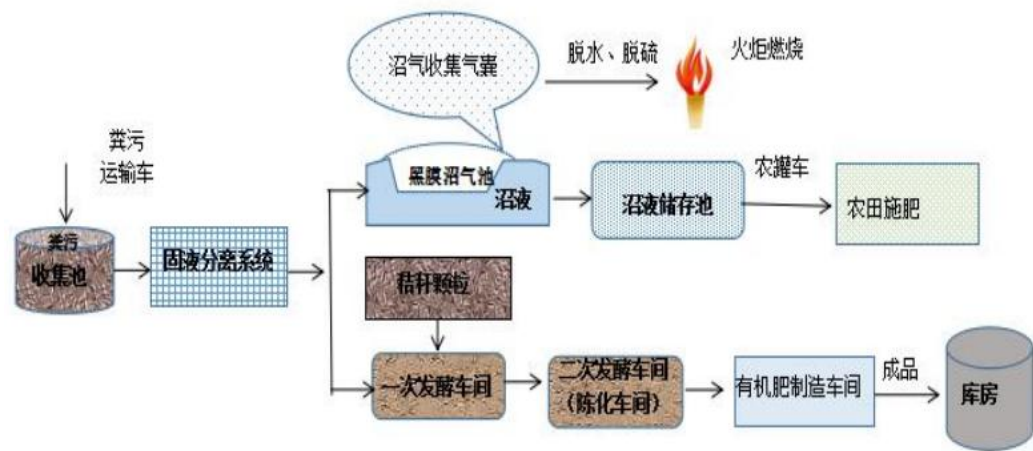 沼气收集气囊
脱水、脱硫
火炬燃烧
粪污
运输车
黑膜沼气池
沼液
沼液储存池
农罐车
农田施肥
粪污
收集池
固液分离系统
秸秆颗粒
一次发酵车间
二次发酵车间
（陈化车间）
有机肥制造车间
成品
库房